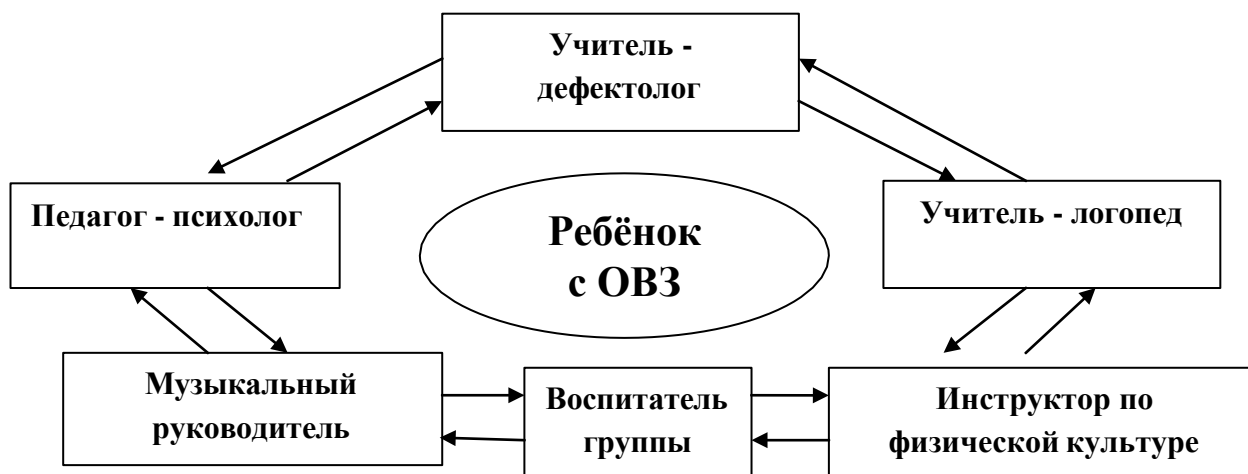 Учитель -
дефектолог
Педагог - психолог
Ребёнок
с ОВЗ
Учитель - логопед
Музыкальный
руководитель
Воспитатель
группы
Инструктор по
физической культуре